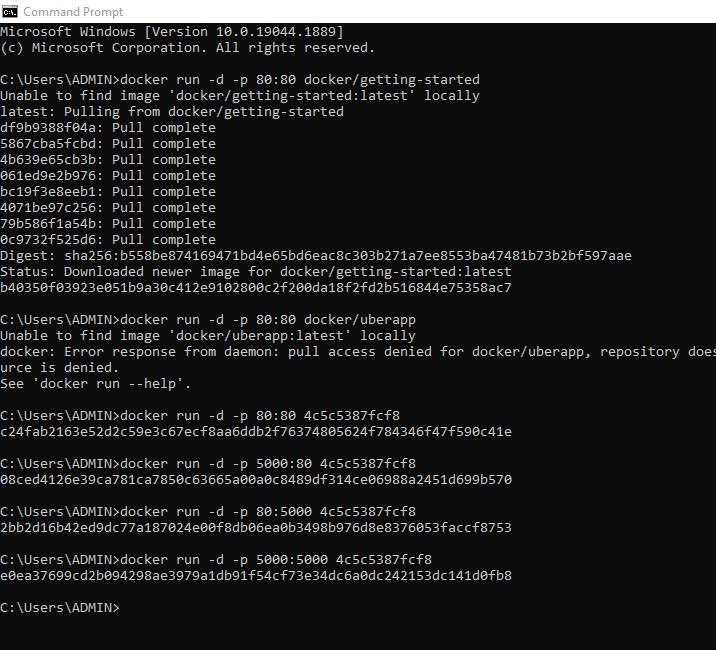 Command Prompt
Microsoft Windows [Version 10.0.19044.1889]
(c) Microsoft Corporation. All rights reserved.
C:\Users\ADMIN>docker run -d -p 80:80 docker/getting-started
Unable to find image 'docker/getting-started:latest' locally
latest: Pulling from docker/getting-started
df9b9388f04a: Pull complete
5867cba5fcbd: Pull complete
4b639e65cb3b: Pull complete
061ed9e2b976: Pull complete
bc19f3e8eeb1: Pull complete
4071be97c256: Pull complete
79b586f1a54b: Pull complete
0c9732f525d6: Pull complete
Digest: sha256:b558be874169471bd4e65bd6eac8c303b271a7ee8553ba47481b73b2bf597aae
Status: Downloaded newer image for docker/getting-started:latest
b40350f03923e051b9a30c412e9102800c2f200da18f2fd2b516844e75358ac7
C:\Users\ADMIN>docker run -d -p 80:80 docker/uberapp
Unable to find image 'docker/uberapp:latest' locally
docker: Error response from daemon: pull access denied for docker/uberapp, repository does
urce is denied.
See 'docker run --help'.
C:\Users\ADMIN>docker run -d -p 80:80 4c5c5387fcf8
c24fab2163e52d2c59e3c67ecf8aa6ddb2f76374805624f784346f47f590c41e
C:\Users\ADMIN>docker run -d -p 5000:80 4c5c5387fcf8
08ced4126e39ca781ca7850c63665a00a0c8489df314ce06988a2451d699b570
C:\Users\ADMIN>docker run -d -p 80:5000 4c5c5387fcf8
2bb2d16b42ed9dc77a187024e00f8db06ea0b3498b976d8e8376053faccf8753
C:\Users\ADMIN>docker run -d -p 5000:5000 4c5c5387fcf8
e0ea37699cd2b094298ae3979a1db91f54cf73e34dc6a0dc242153dc141d0fb8
C:\Users\ADMIN>